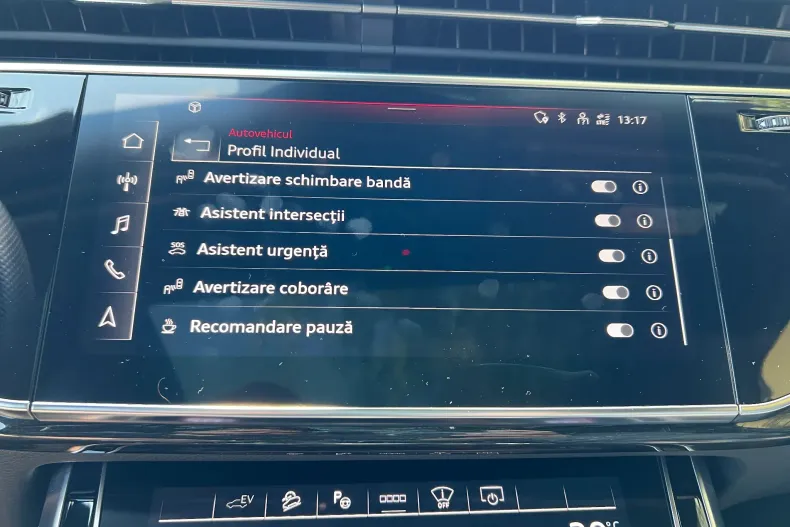 13:17
Autovehicul
Profil Individual
Avertizare schimbare bandă
Asistent intersecții
SOS
Asistent urgență
Avertizare coborâre
Recomandare pauză
EV
P
OFF
°C